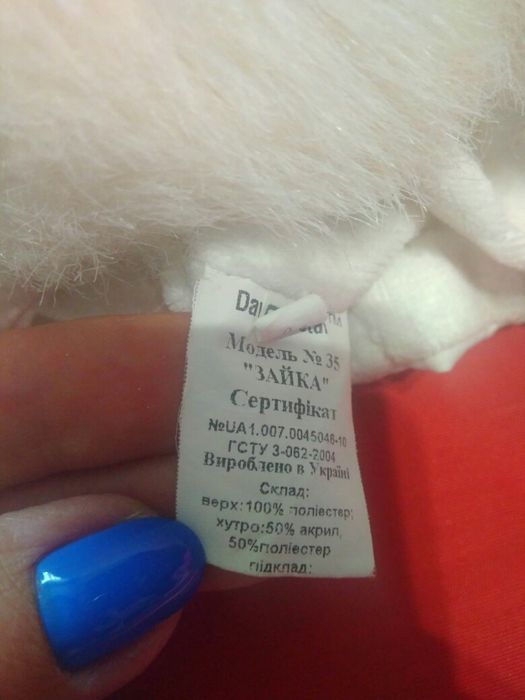 Модель № 35
"ЗАЙКА"
Сертифікат
№UA1.007.0045046-10
ГСТУ 3-062-2004
Вироблено в Україні
Склад:
верх:100% поліестер;
хутро:50% акрил,
50%поліестер
підклад: